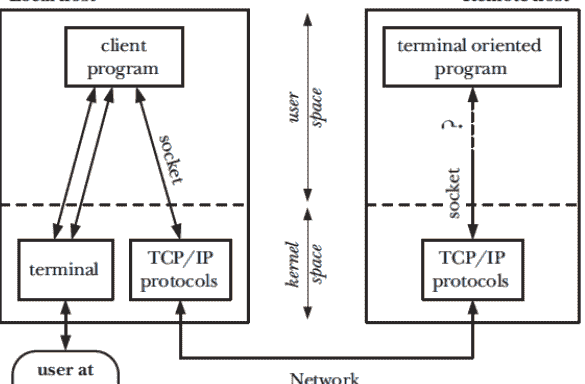 client
program
terminal oriented
program
user
space
?
socket
socket
kernel
space
terminal
TCP/IP
protocols
TCP/IP
protocols
user at
Network